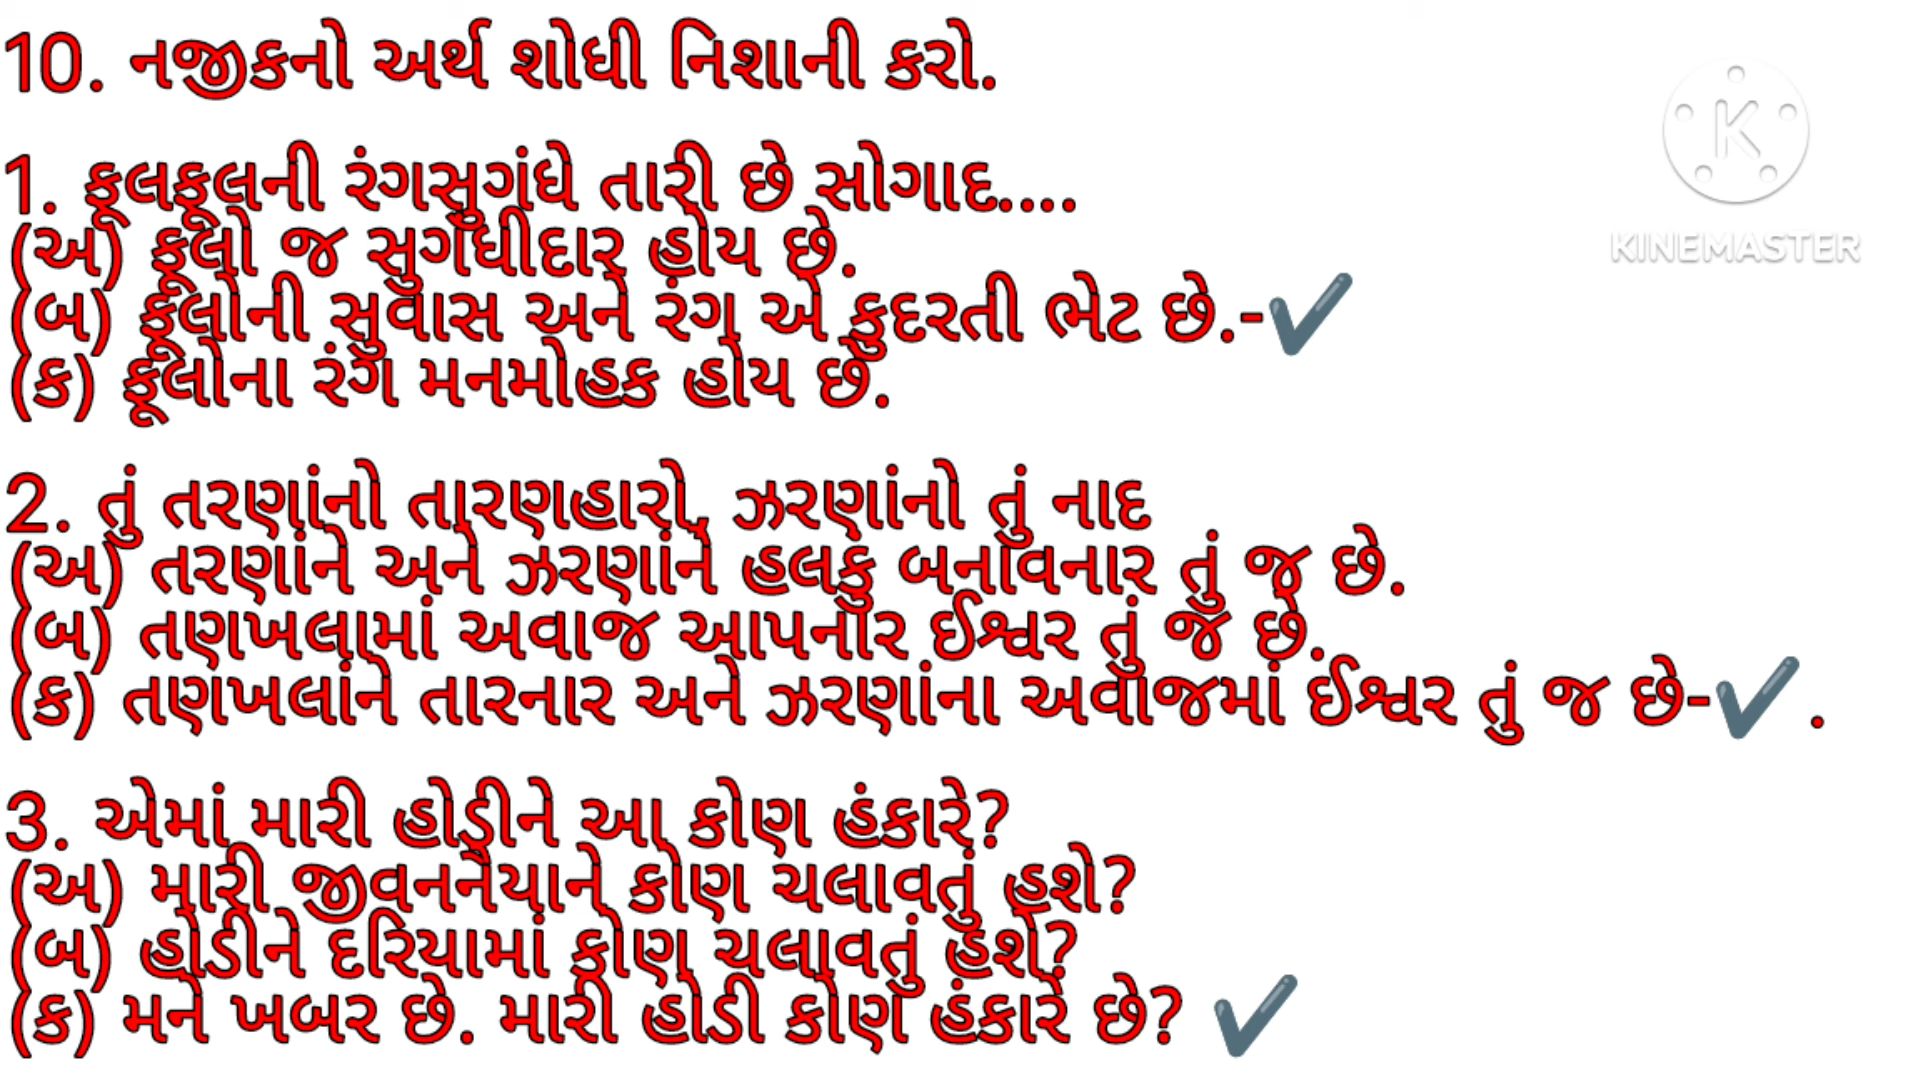 10. નજીકનો અર્થ શોધી નિશાની કરો.
1. ફૂલફૂલની રંગસુગંધે તારી છે સોગાદ....
(અ) ફૂલો જ સુગંધીદાર હોય છે.
(બ) ફૂલોની સુવાસ અને રંગ એ કુદરતી ભેટ છે.-✔
(ક) ફૂલોના રંગ મનમોહક હોય છે.
2. તું તરણાંનો તારણહારો, ઝરણાંનો તું નાદ
(અ) તરણાંને અને ઝરણાંને હલકું બનાવનાર તું જ છે.
(બ) તણખલામાં અવાજ આપનાર ઈશ્વર તું જ છે.
(ક) તણખલાંને તારનાર અને ઝરણાંના અવાજમાં ઈશ્વર તું જ છે-✔ .
3. એમાં મારી હોડીને આ કોણ હંકારે?
(અ) મારી જીવનનૈયાને કોણ ચલાવતું હશે?
(બ) હોડીને દરિયામાં કોણ ચલાવતું હશે?
(ક) મને ખબર છે. મારી હોડી કોણ હંકારે છે? ✔
K
KINEMASTER